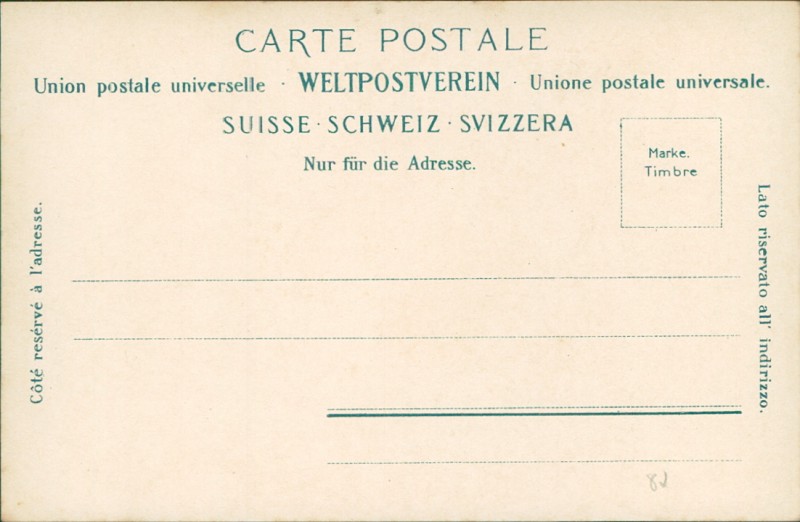 CARTE POSTALE
Union postale universelle · WELTPOSTVEREIN · Unione postale universale.
SUISSE · SCHWEIZ · SVIZZERA
Nur für die Adresse.
Marke.
Timbre
Côté resérvé à l'adresse.
Lato riservato all' indirizzo.